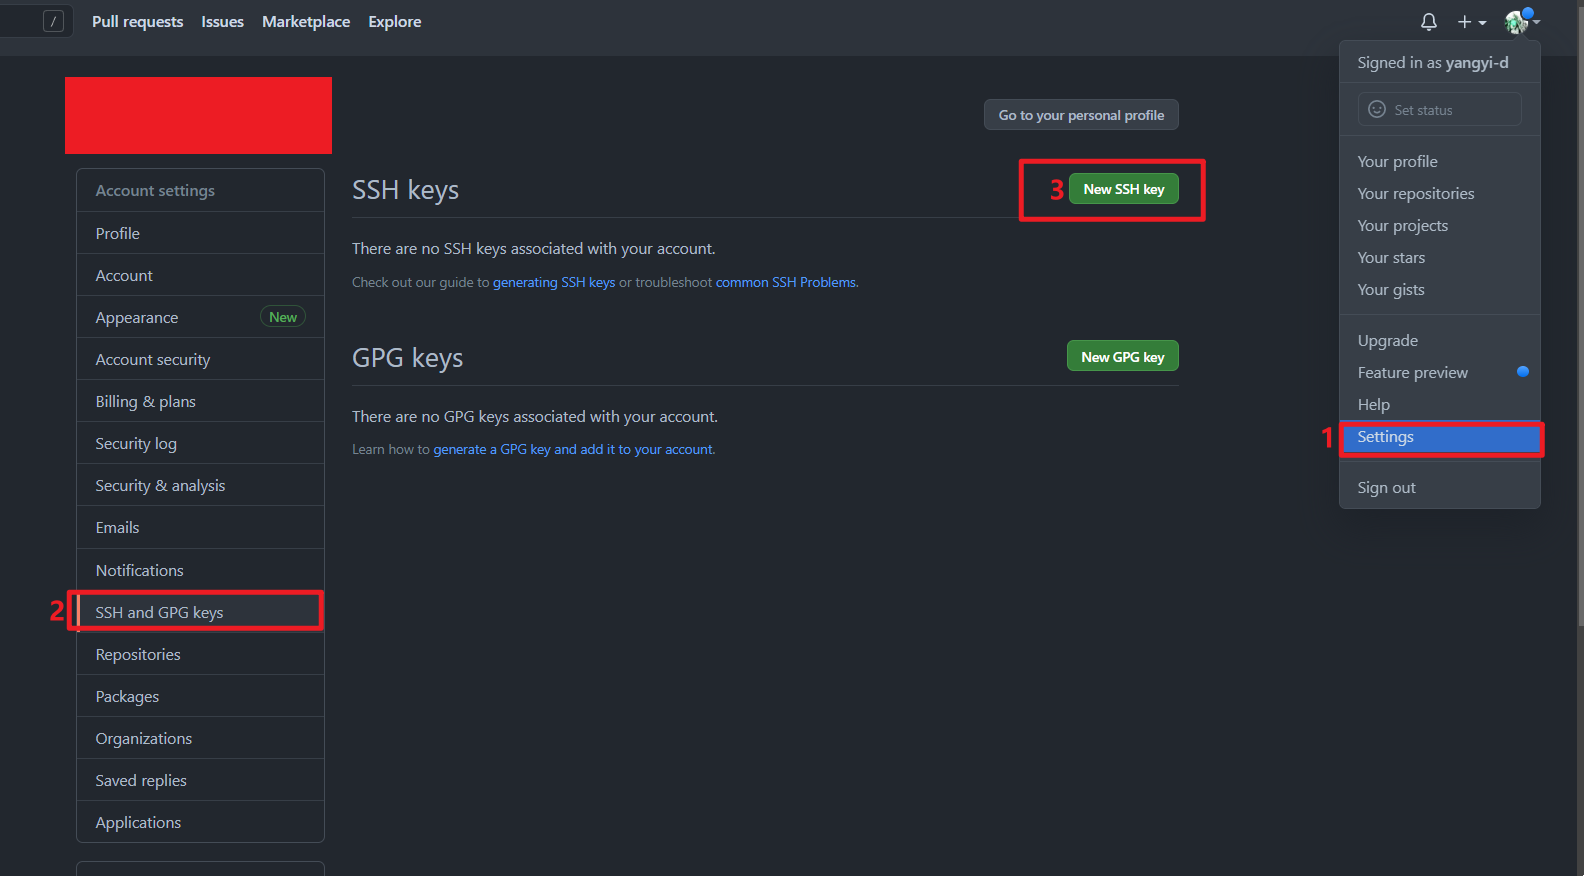 /
Pull requests Issues Marketplace Explore
Signed in as yangyi-d
Set status
Your profile
Your repositories
Your projects
Your stars
Your gists
Upgrade
Feature preview
Help
1 Settings
Sign out
Go to your personal profile
Account settings
Profile
Account
Appearance New
Account security
Billing & plans
Security log
Security & analysis
Emails
Notifications
2 SSH and GPG keys
Repositories
Packages
Organizations
Saved replies
Applications
SSH keys 3 New SSH key
There are no SSH keys associated with your account.
Check out our guide to generating SSH keys or troubleshoot common SSH Problems.
GPG keys New GPG key
There are no GPG keys associated with your account.
Learn how to generate a GPG key and add it to your account.